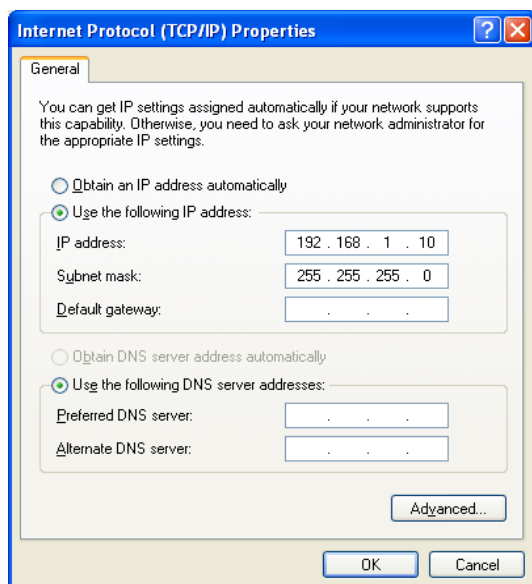 Internet Protocol (TCP/IP) Properties
General
You can get IP settings assigned automatically if your network supports
this capability. Otherwise, you need to ask your network administrator for
the appropriate IP settings.
Obtain an IP address automatically
Use the following IP address:
IP address: 192 . 168 . 1 . 10
Subnet mask: 255 . 255 . 255 . 0
Default gateway: . . .
Obtain DNS server address automatically
Use the following DNS server addresses:
Preferred DNS server: . . .
Alternate DNS server: . . .
Advanced...
OK Cancel